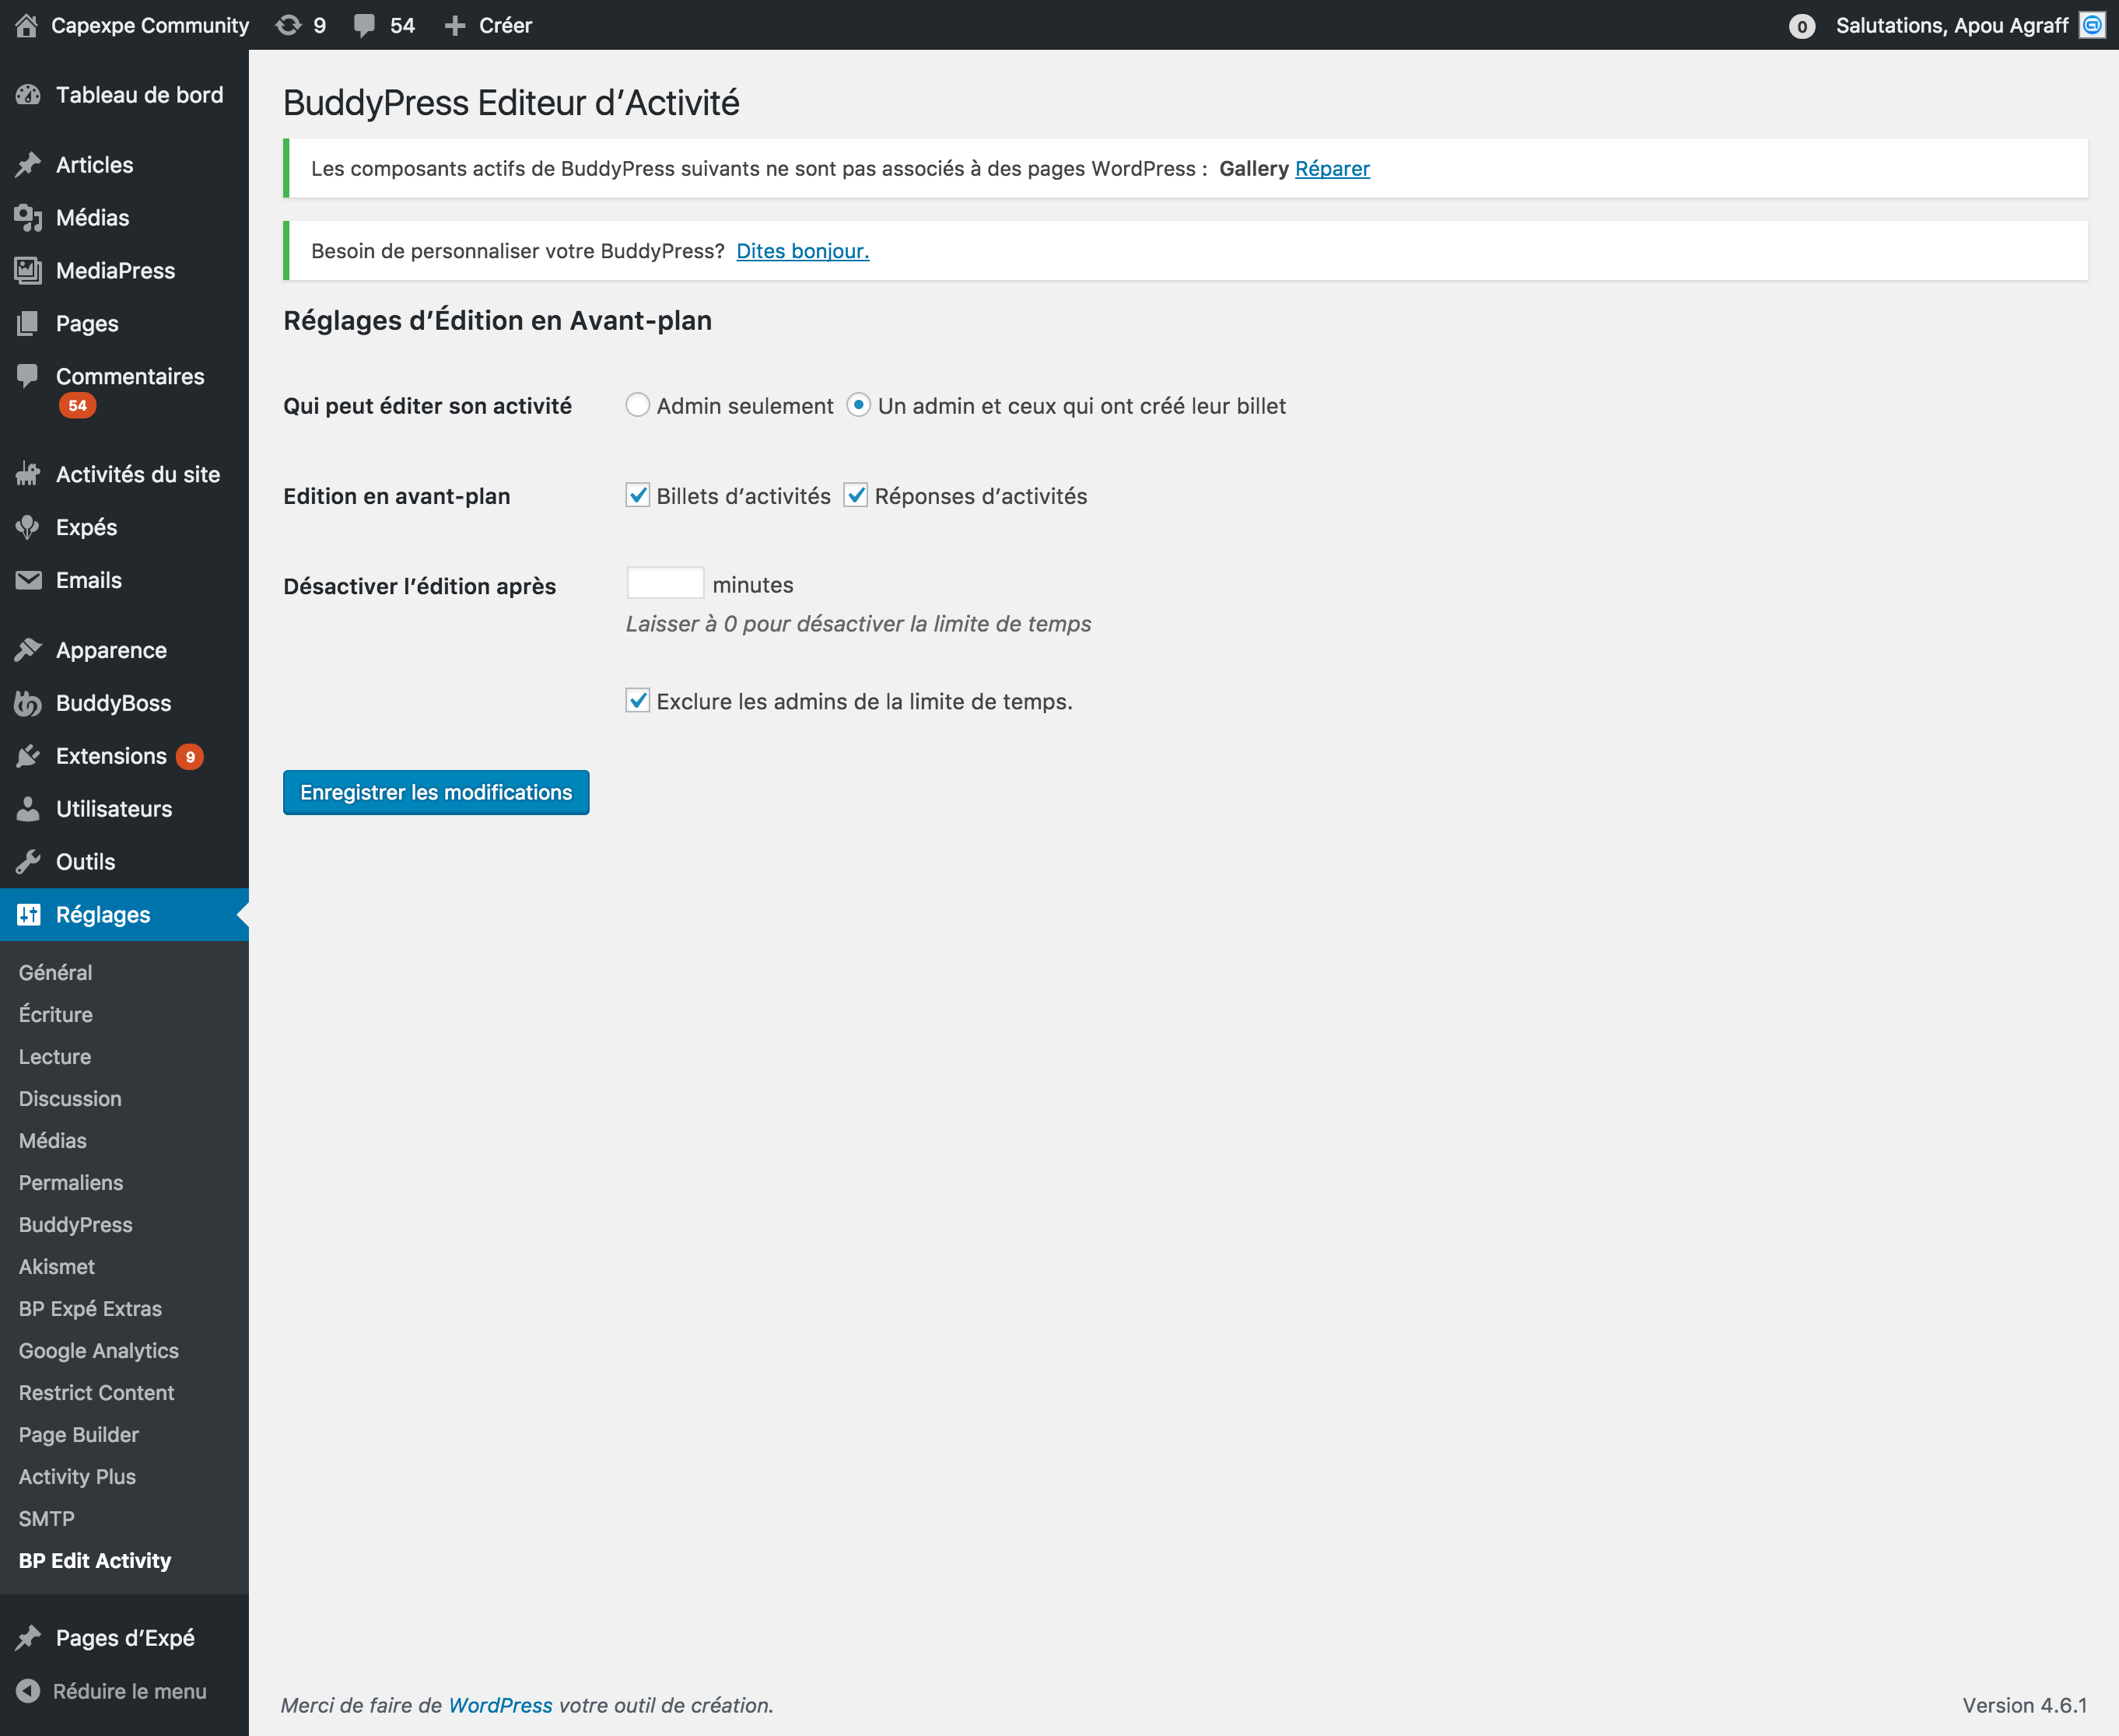 Capexpe Community 9 54 Créer 0 Salutations, Apou Agraff
Tableau de bord
Articles
Médias
MediaPress
Pages
Commentaires
54
Activités du site
Expés
Emails
Apparence
BuddyBoss
Extensions 9
Utilisateurs
Outils
Réglages
Général
Écriture
Lecture
Discussion
Médias
Permaliens
BuddyPress
Akismet
BP Expé Extras
Google Analytics
Restrict Content
Page Builder
Activity Plus
SMTP
BP Edit Activity
Pages d’Expé
Réduire le menu
BuddyPress Editeur d’Activité
Les composants actifs de BuddyPress suivants ne sont pas associés à des pages WordPress : Gallery Réparer
Besoin de personnaliser votre BuddyPress? Dites bonjour.
Réglages d’Édition en Avant-plan
Qui peut éditer son activité Admin seulement Un admin et ceux qui ont créé leur billet
Edition en avant-plan Billets d’activités Réponses d’activités
Désactiver l’édition après minutes
Laisser à 0 pour désactiver la limite de temps
Exclure les admins de la limite de temps.
Enregistrer les modifications
Merci de faire de WordPress votre outil de création. Version 4.6.1